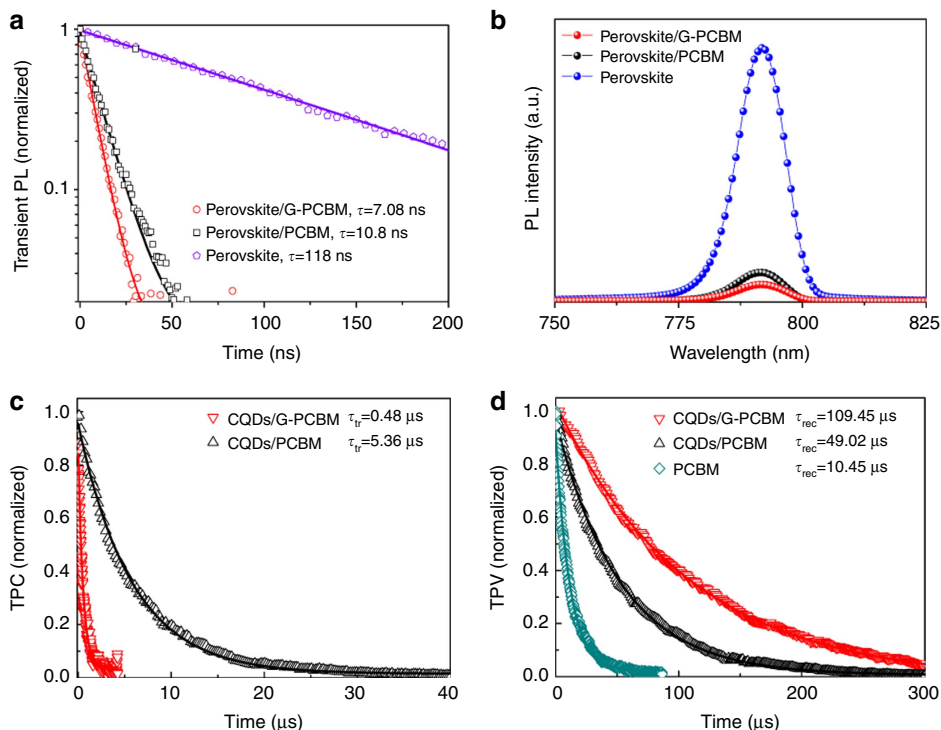 a
1
0.1
Transient PL (normalized)
Perovskite/G-PCBM, τ=7.08 ns
Perovskite/PCBM, τ=10.8 ns
Perovskite, τ=118 ns
0 50 100 150 200
Time (ns)
b
PL intensity (a.u.)
Perovskite/G-PCBM
Perovskite/PCBM
Perovskite
750 775 800 825
Wavelength (nm)
c
1.0
0.8
0.6
0.4
0.2
0.0
TPC (normalized)
CQDs/G-PCBM τtr=0.48 μs
CQDs/PCBM τtr=5.36 μs
0 10 20 30 40
Time (μs)
d
1.0
0.8
0.6
0.4
0.2
0.0
TPV (normalized)
CQDs/G-PCBM τrec=109.45 μs
CQDs/PCBM τrec=49.02 μs
PCBM τrec=10.45 μs
0 100 200 300
Time (μs)